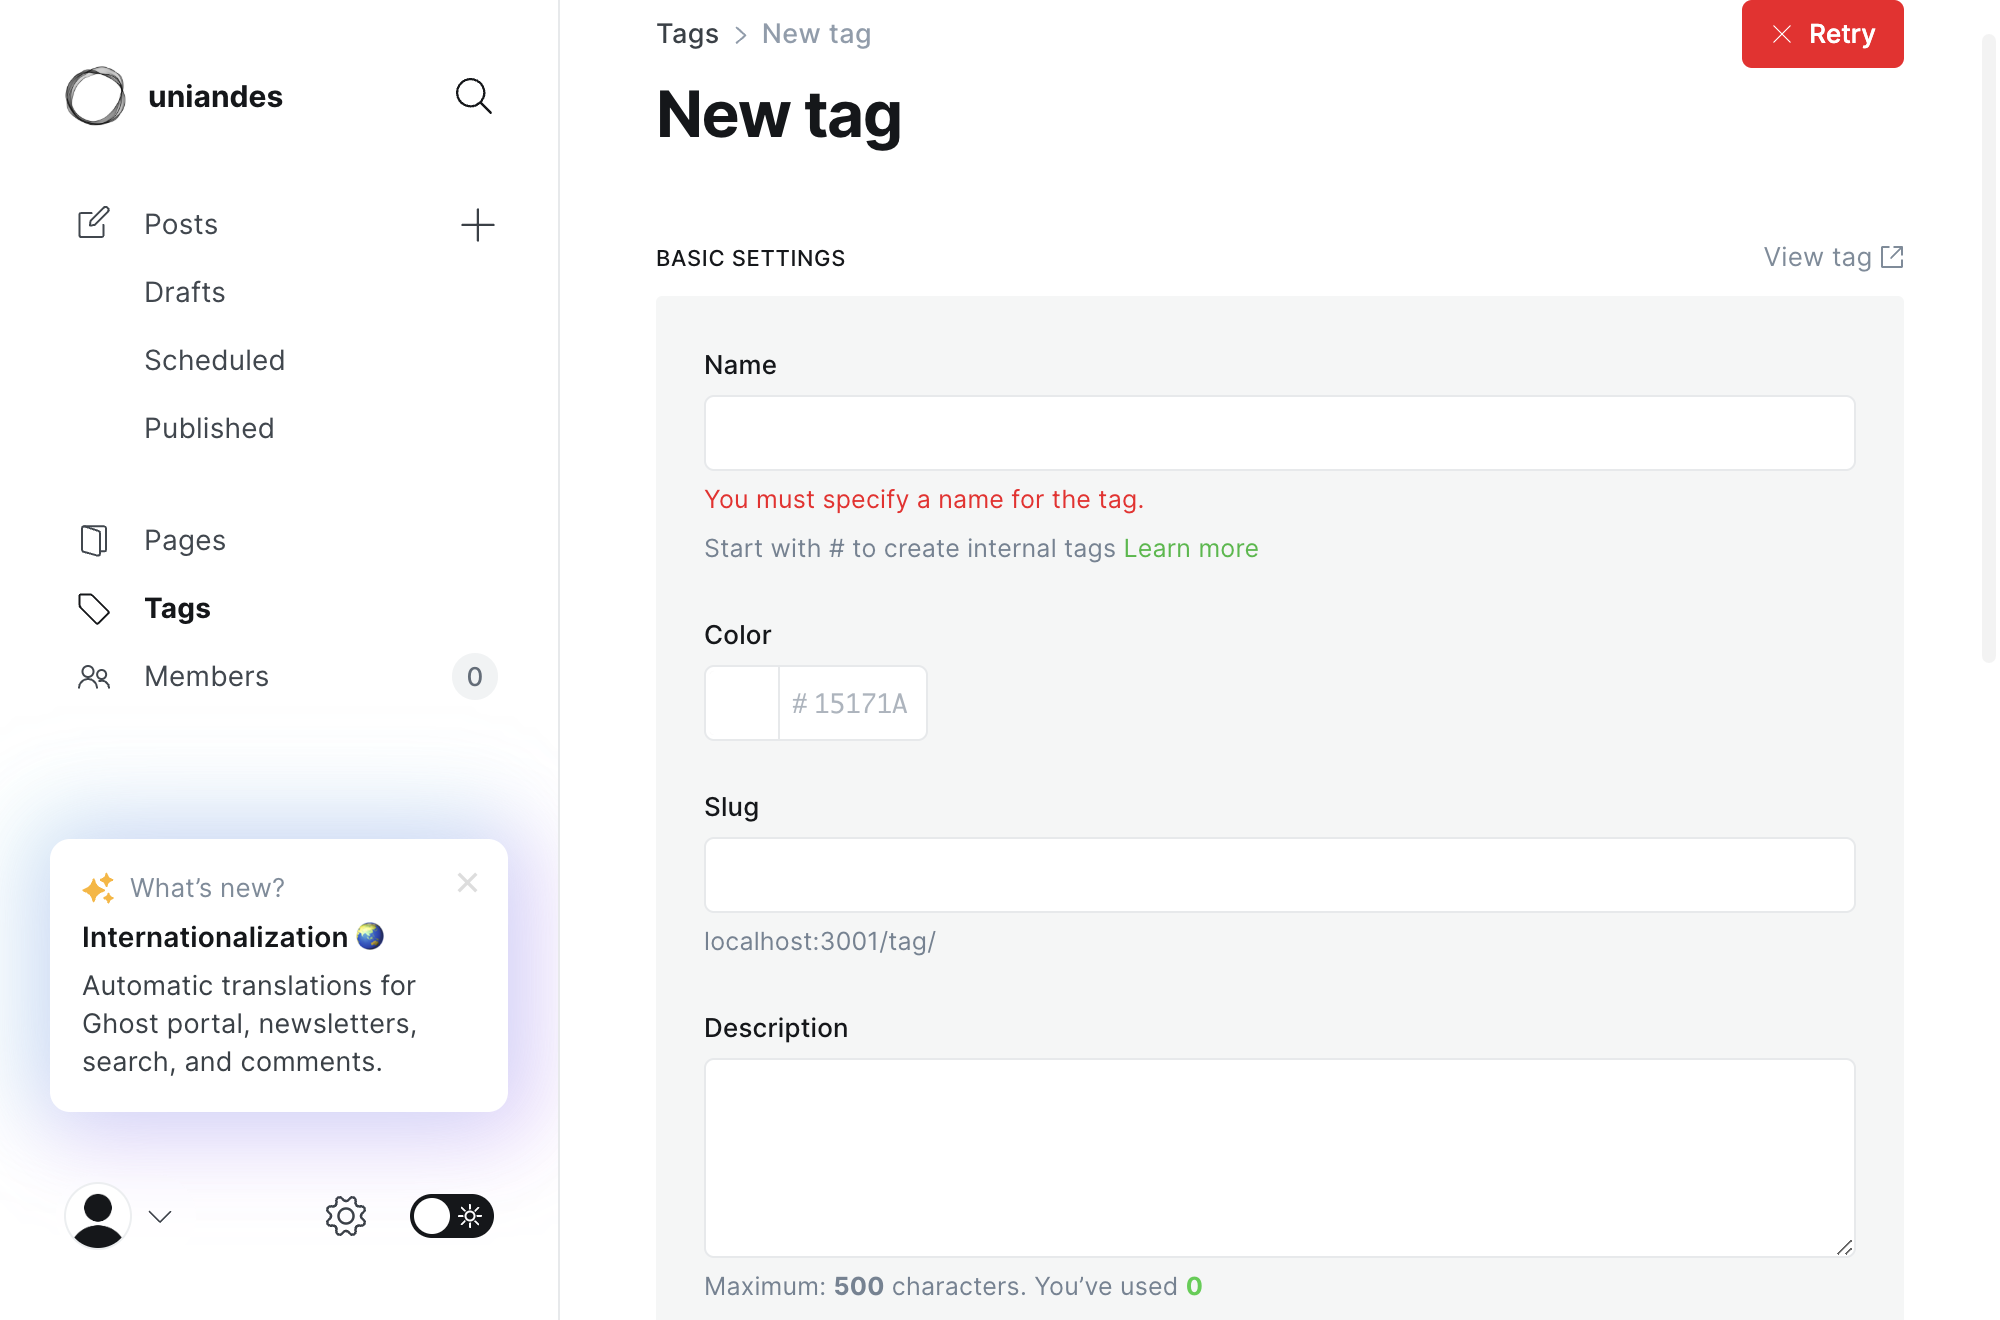 uniandes
Posts
Drafts
Scheduled
Published
Pages
Tags
Members
0
What’s new?
Internationalization
Automatic translations for
Ghost portal, newsletters,
search, and comments.
Tags > New tag
Retry
New tag
BASIC SETTINGS
View tag
Name
You must specify a name for the tag.
Start with # to create internal tags Learn more
Color
# 15171A
Slug
localhost:3001/tag/
Description
Maximum: 500 characters. You’ve used 0